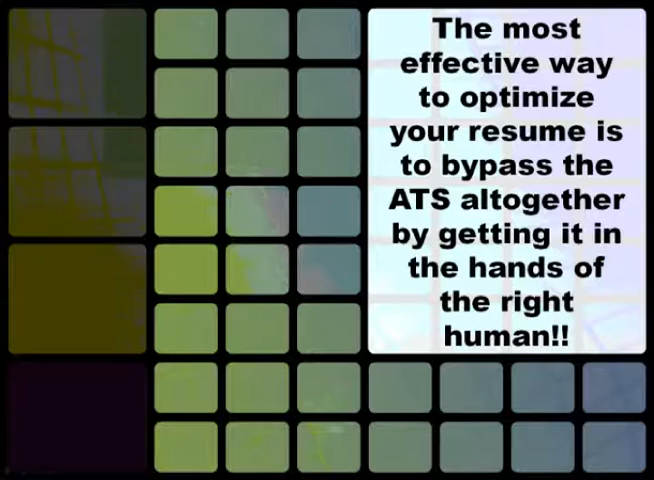 The most
effective way
to optimize
your resume is
to bypass the
ATS altogether
by getting it in
the hands of
the right
human!!